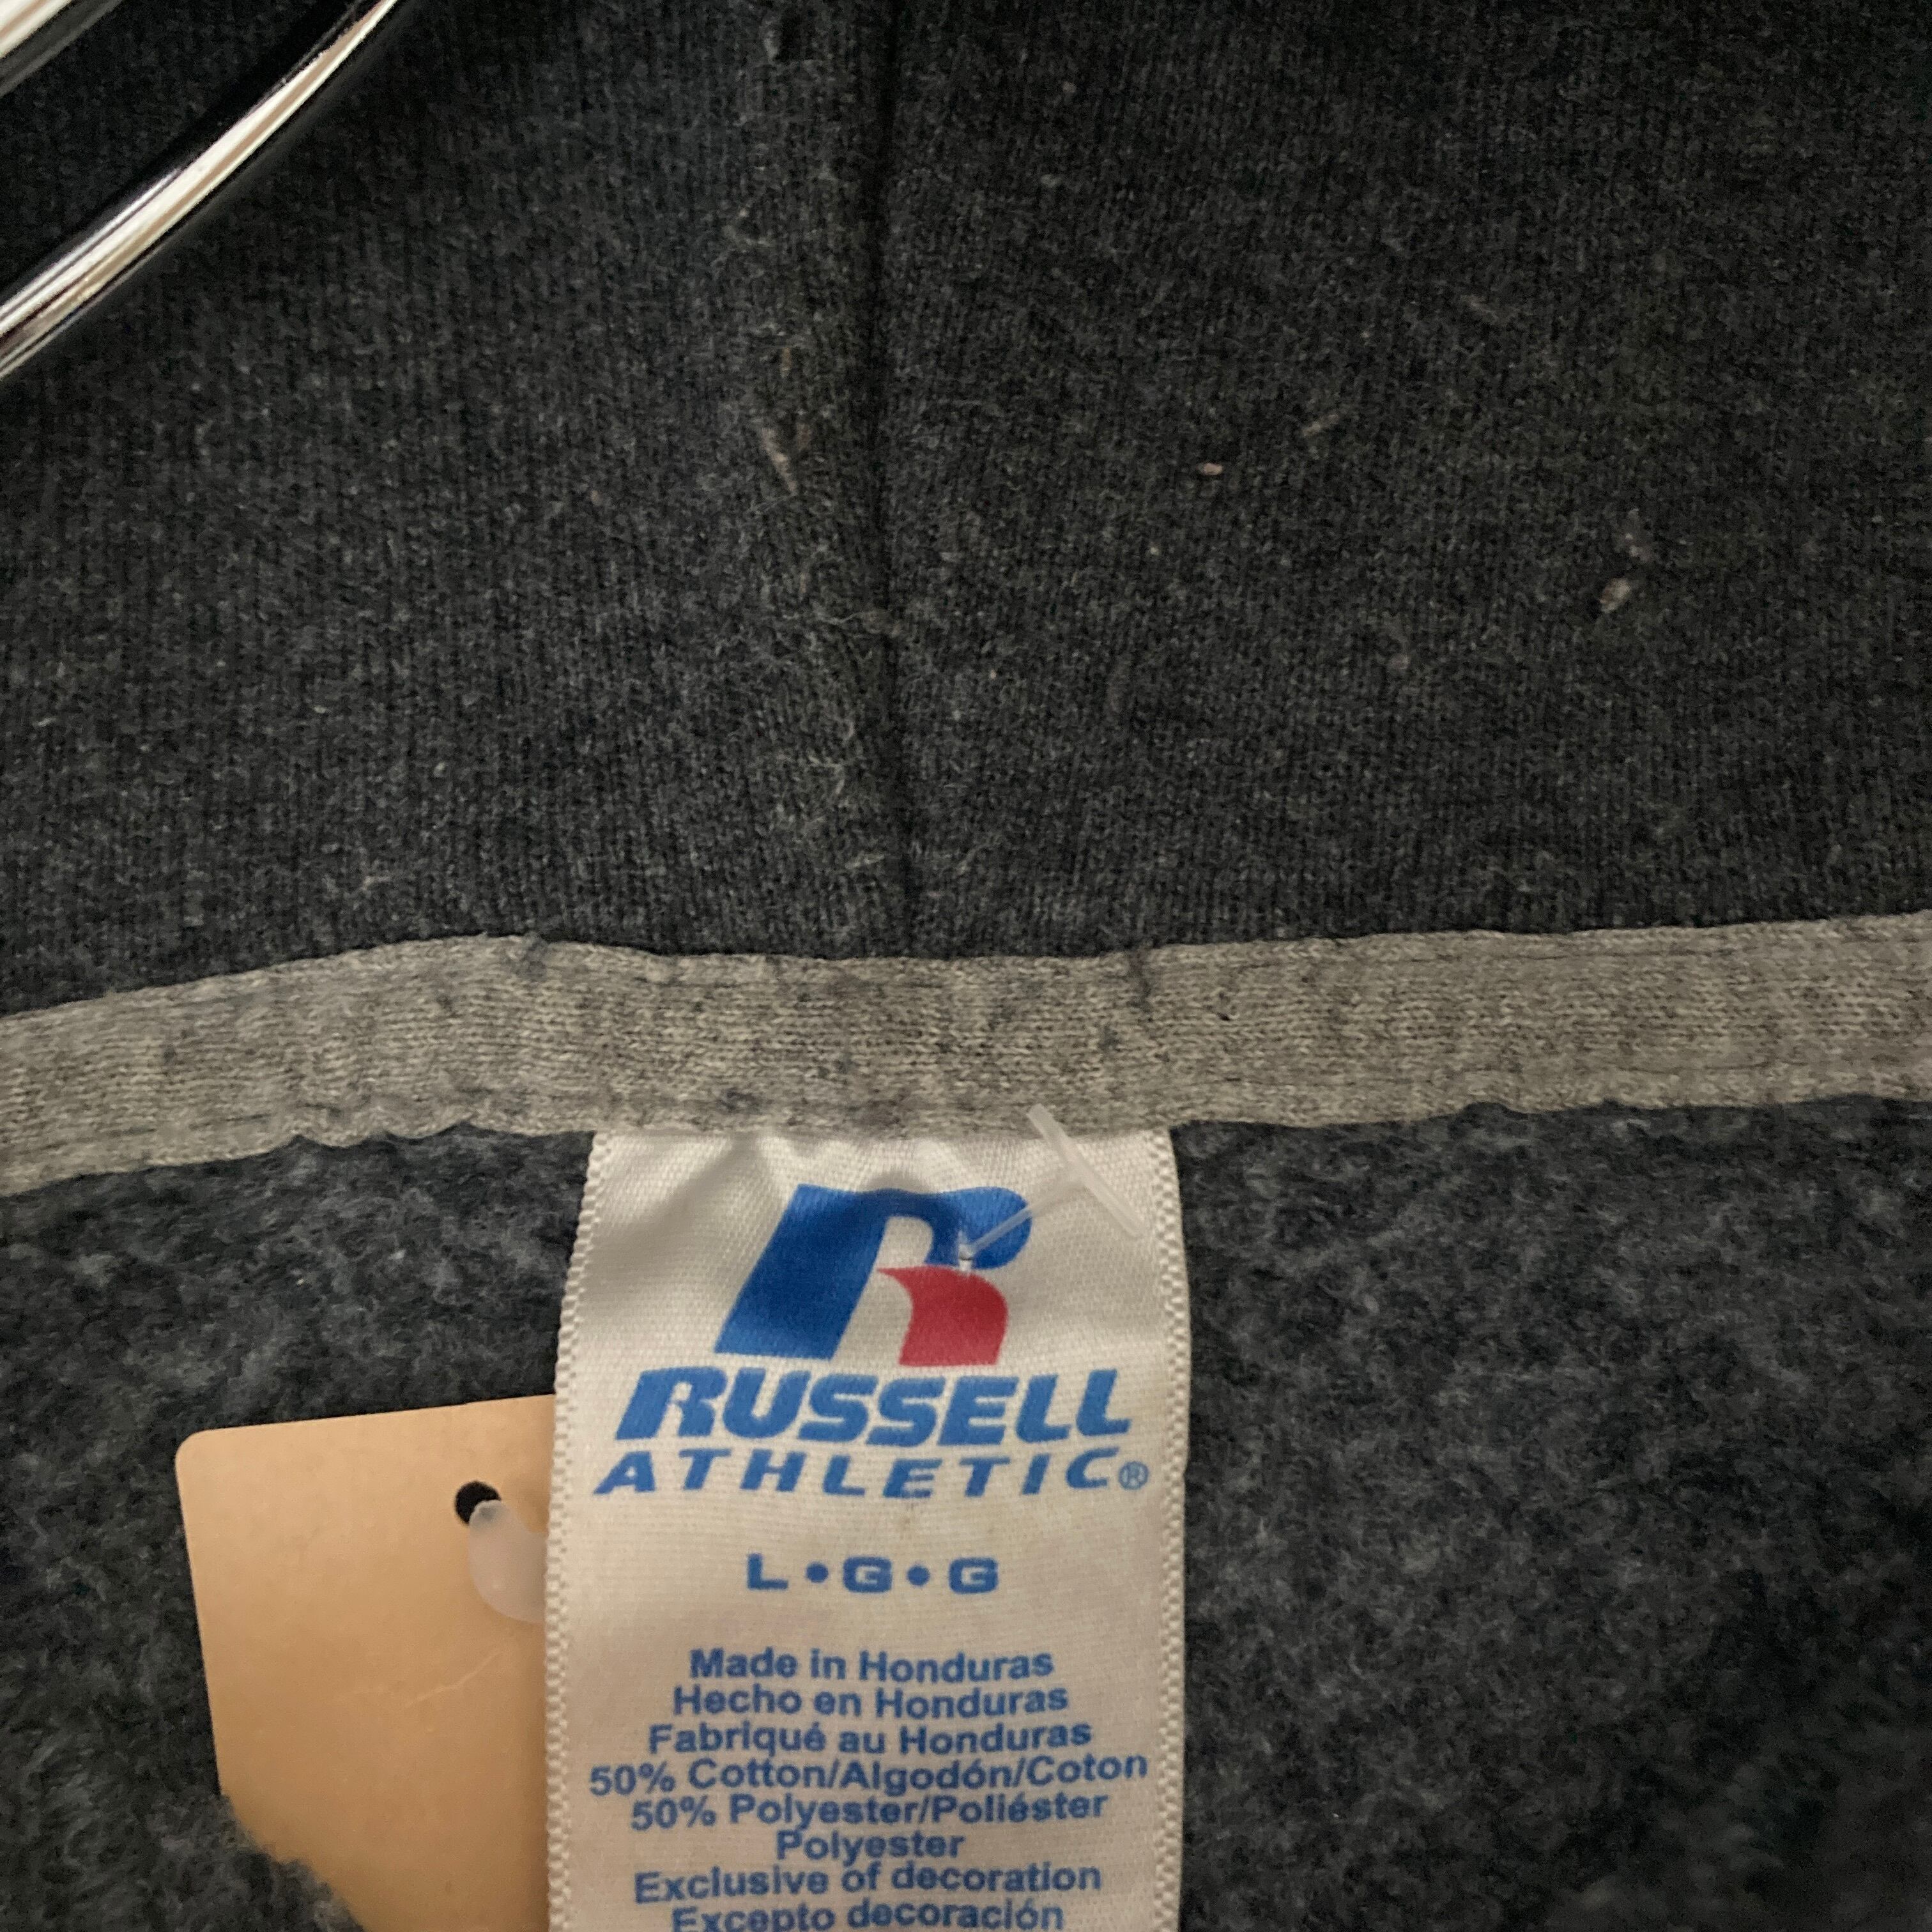 R
RUSSELL
ATHLETIC®
L•G•G
Made in Honduras
Hecho en Honduras
Fabriqué au Honduras
50% Cotton/Algodón/Coton
50% Polyester/Poliéster
Polyester
Exclusive of decoration
Excepto decoración